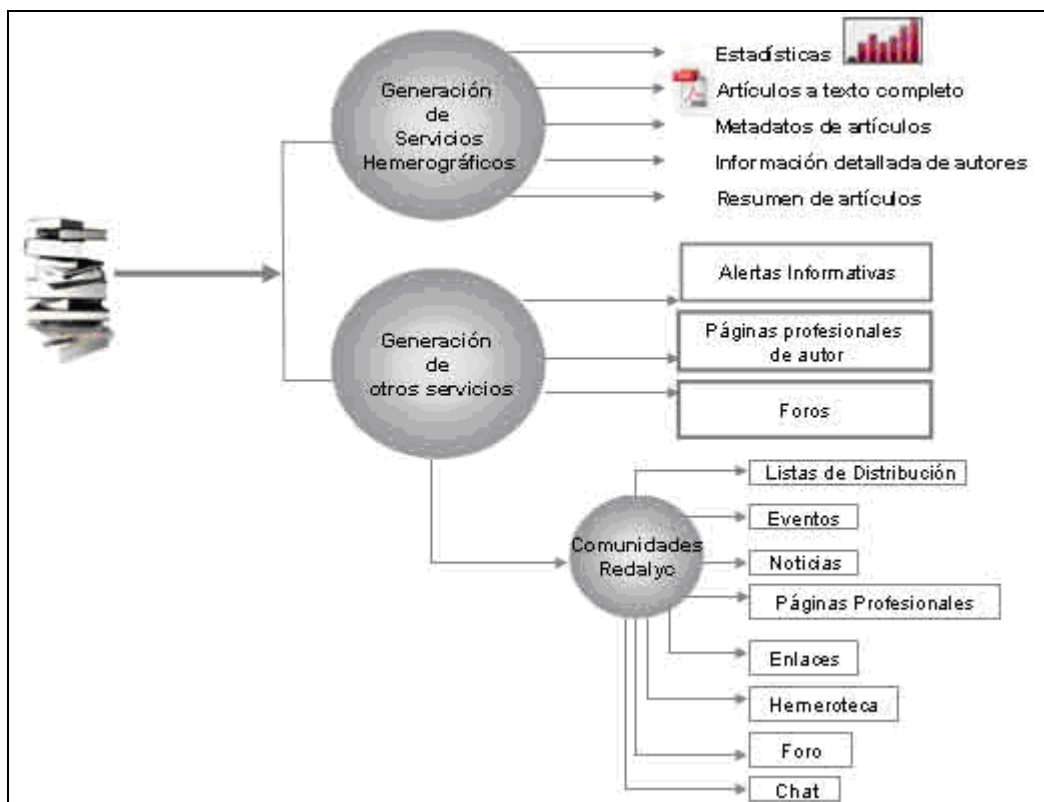 Generación
de
Servicios
Hemerográficos
Estadísticas
Artículos a texto completo
Metadatos de artículos
Información detallada de autores
Resumen de artículos
Generación
de
otros servicios
Alertas Informativas
Páginas profesionales
de autor
Foros
Comunidades
Redalyc
Listas de Distribución
Eventos
Noticias
Páginas Profesionales
Enlaces
Hemeroteca
Foro
Chat